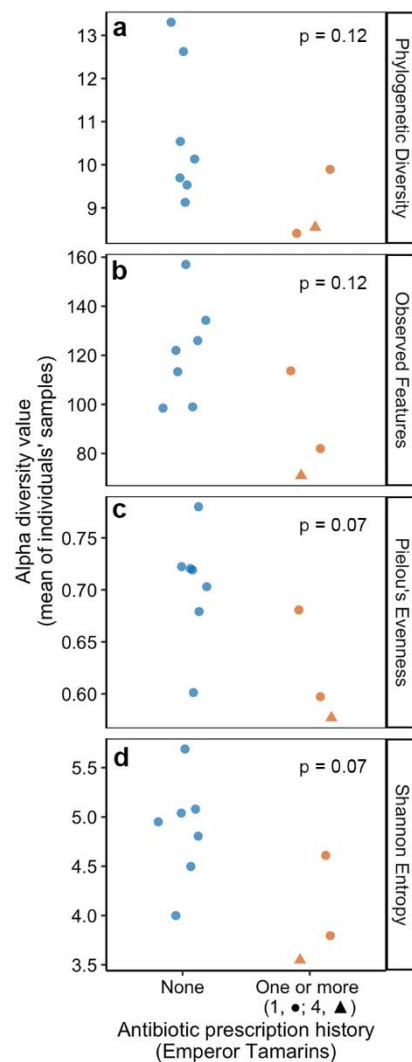 a
p = 0.12
13
12
11
10
9
Phylogenetic Diversity
b
p = 0.12
160
140
120
100
80
Observed Features
Alpha diversity value
(mean of individuals' samples)
c
p = 0.07
0.75
0.70
0.65
0.60
Pielou's Evenness
d
p = 0.07
5.5
5.0
4.5
4.0
3.5
Shannon Entropy
None
One or more
(1, ●; 4, ▲)
Antibiotic prescription history
(Emperor Tamarins)